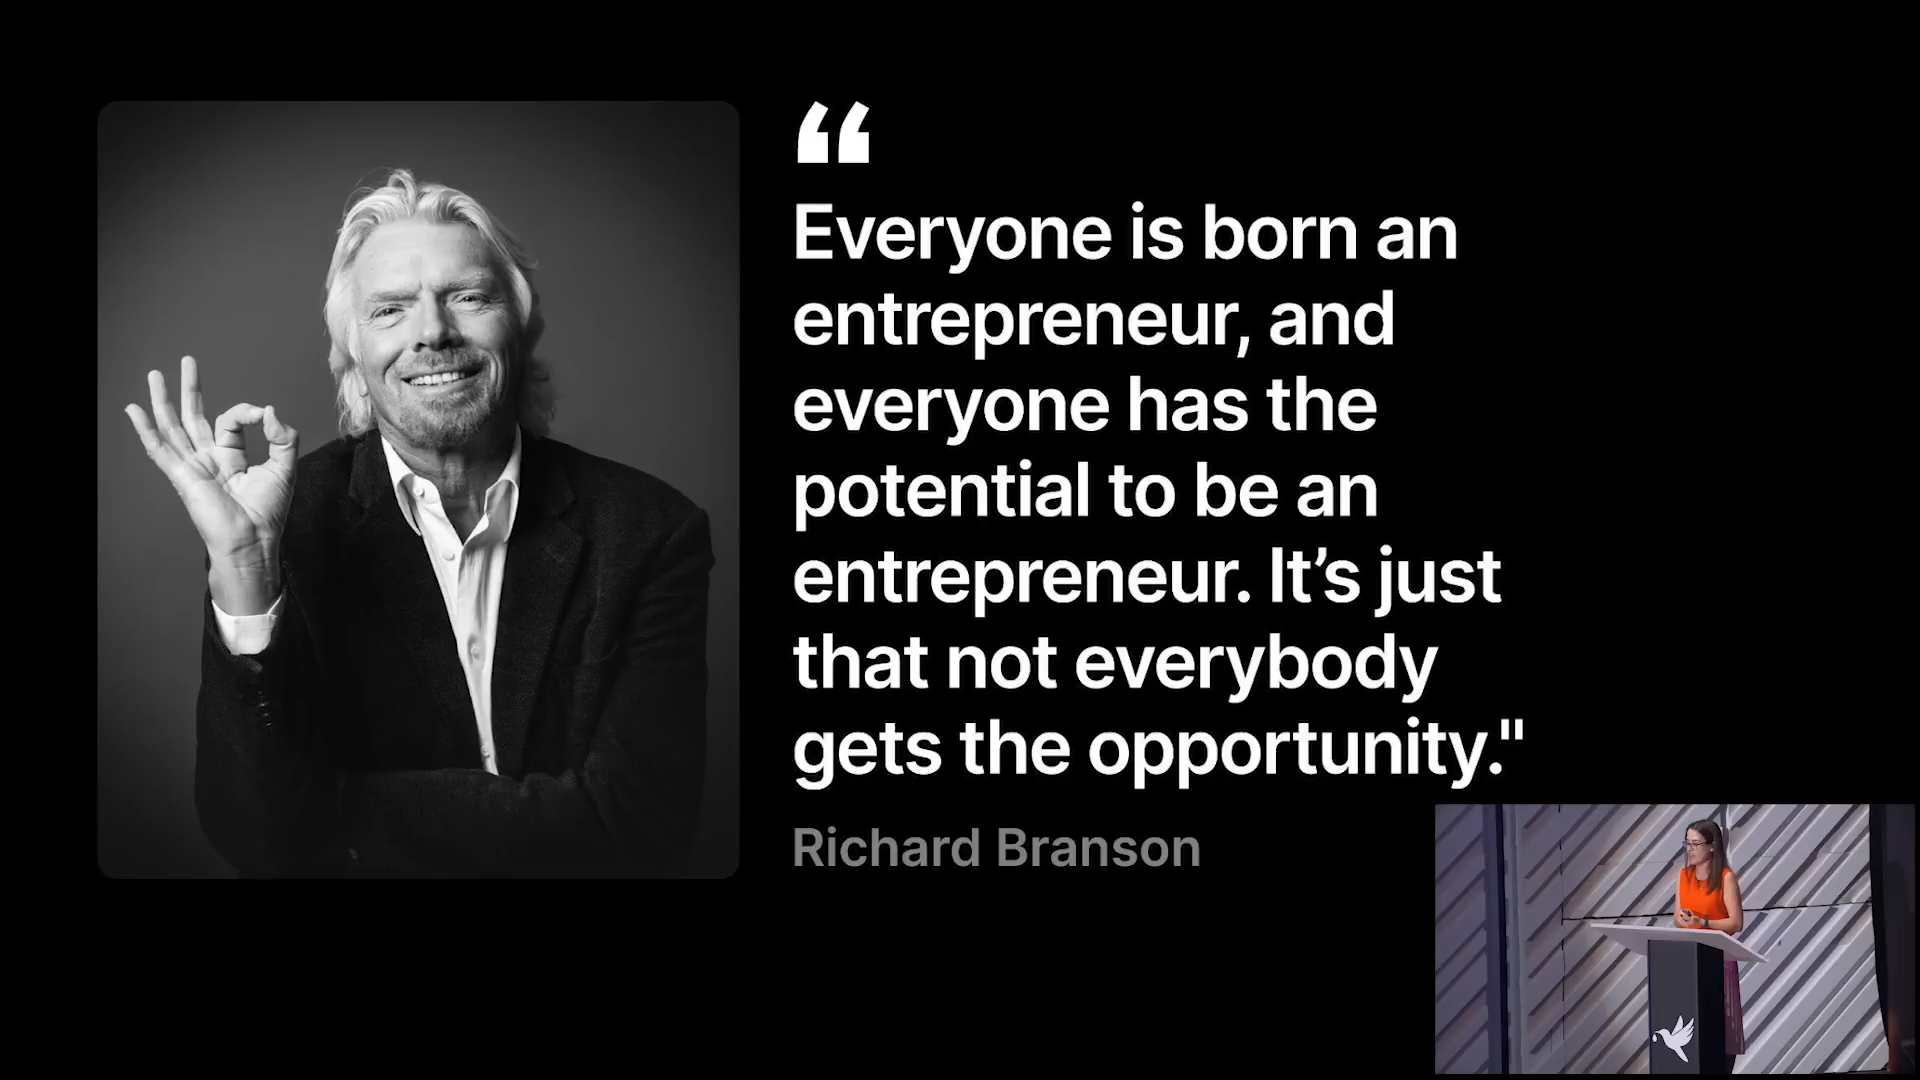 “
Everyone is born an
entrepreneur, and
everyone has the
potential to be an
entrepreneur. It’s just
that not everybody
gets the opportunity."
Richard Branson